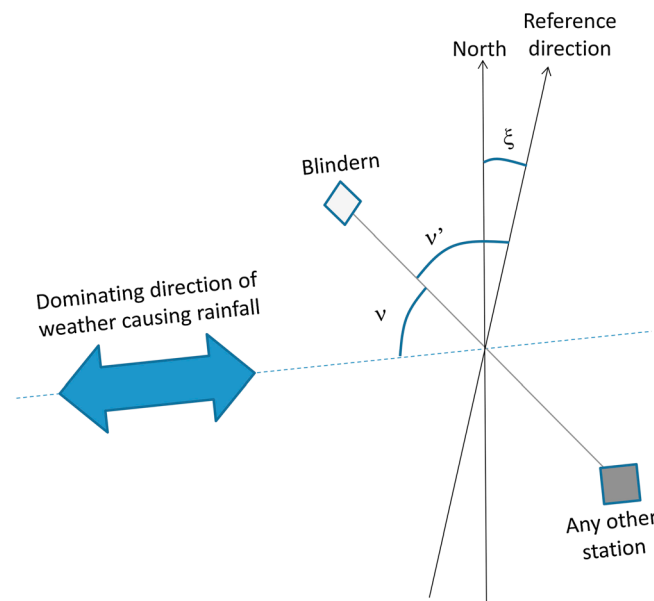 Reference
direction
North
ξ
Blindern
ν’
Dominating direction of
weather causing rainfall
ν
Any other
station